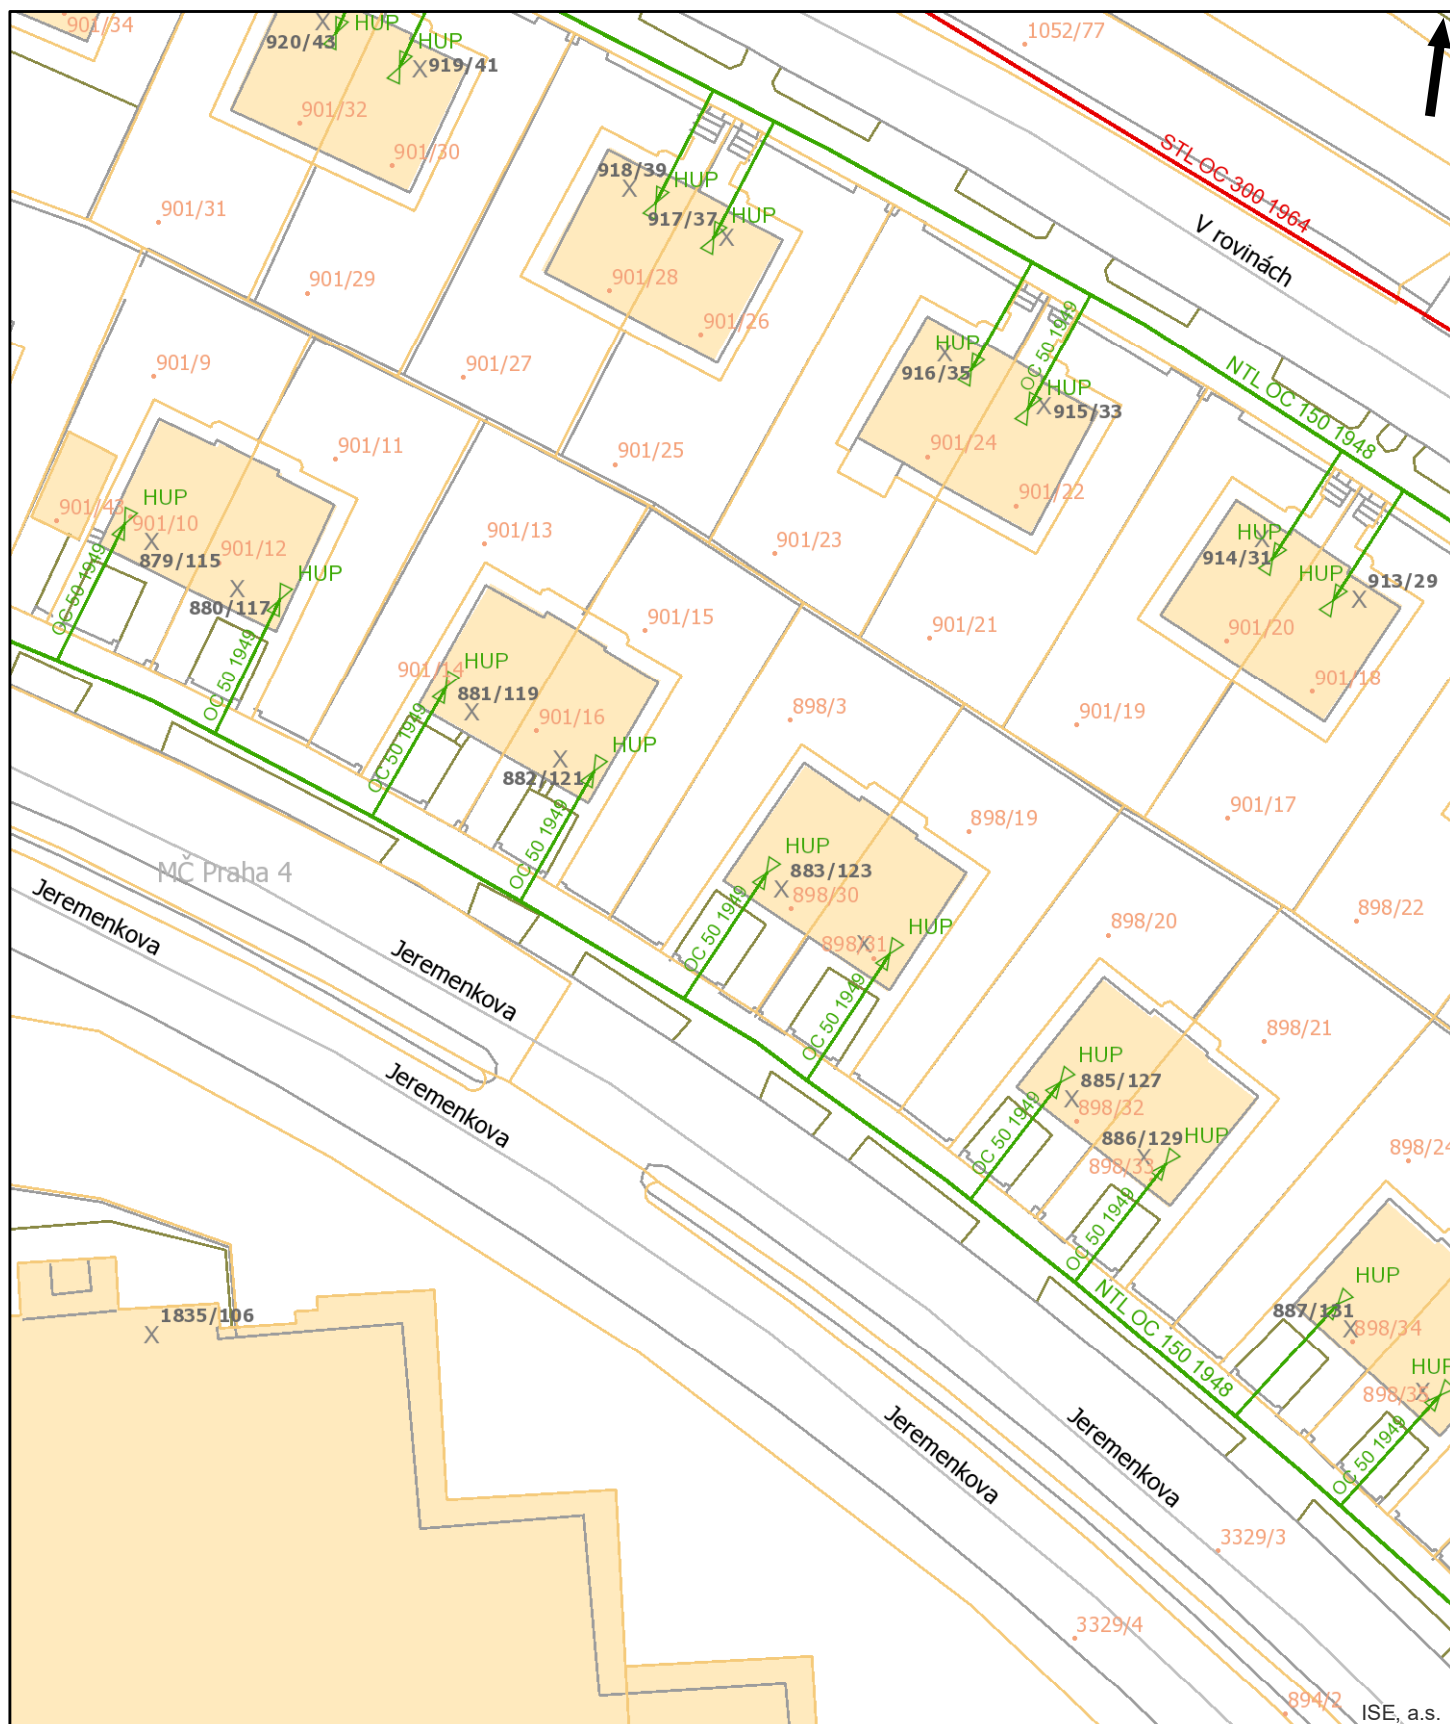 901/34
HUP
920/43
HUP
919/41
1052/77
901/32
901/30
STL OC 300 1964
918/39
HUP
917/37
HUP
901/31
V rovinách
901/29
901/28
901/26
901/9
901/27
HUP
916/35
OC 50 1949
HUP
915/33
NTL OC 150 1948
901/11
901/25
901/24
901/22
HUP
901/43
901/10
879/115
901/12
880/117
HUP
OC 50 1949
OC 50 1949
901/13
901/23
HUP
914/31
HUP
913/29
901/15
901/21
901/20
901/18
901/14
HUP
881/119
901/16
882/121
HUP
OC 50 1949
OC 50 1949
898/3
901/19
898/19
901/17
MČ Praha 4
HUP
883/123
898/30
898/31
HUP
OC 50 1949
OC 50 1949
898/20
898/22
Jeremenkova
Jeremenkova
Jeremenkova
898/21
HUP
885/127
898/32
886/129
HUP
898/33
OC 50 1949
OC 50 1949
898/24
NTL OC 150 1948
HUP
887/131
898/34
HUP
898/35
OC 50 1949
1835/106
Jeremenkova
Jeremenkova
3329/3
3329/4
894/2
ISE, a.s.